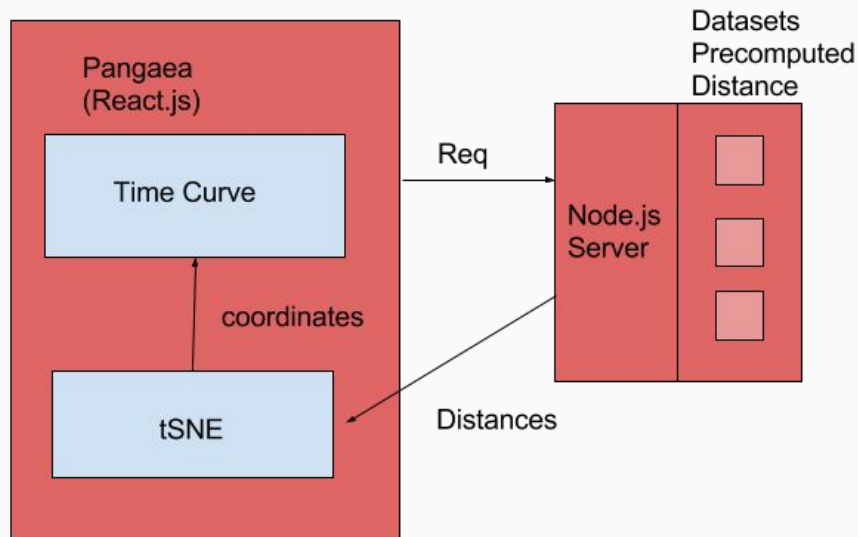 Pangaea
(React.js)
Time Curve
coordinates
tSNE
Req
Distances
Datasets
Precomputed
Distance
Node.js
Server